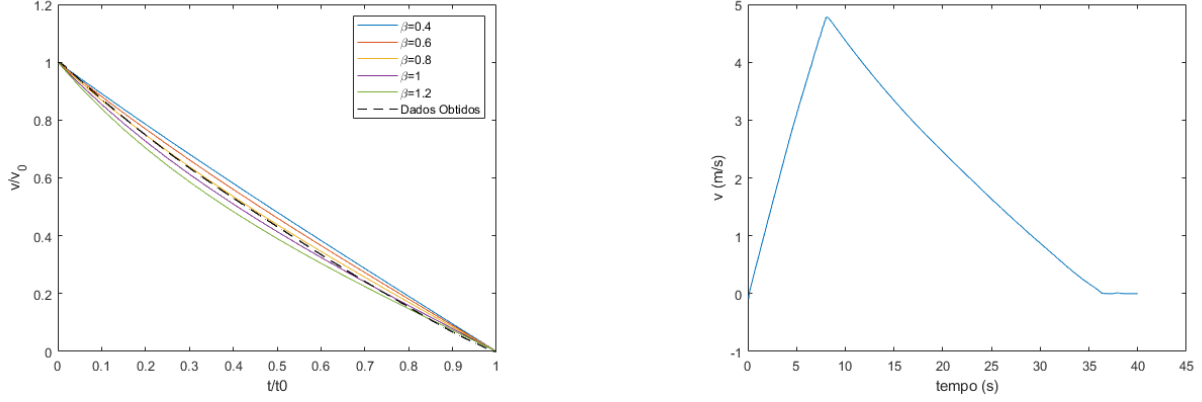 1.2
1
0.8
0.6
0.4
0.2
0
v/v0
0 0.1 0.2 0.3 0.4 0.5 0.6 0.7 0.8 0.9 1
t/t0
β=0.4
β=0.6
β=0.8
β=1
β=1.2
Dados Obtidos
5
4
3
2
1
0
-1
v (m/s)
0 5 10 15 20 25 30 35 40 45
tempo (s)